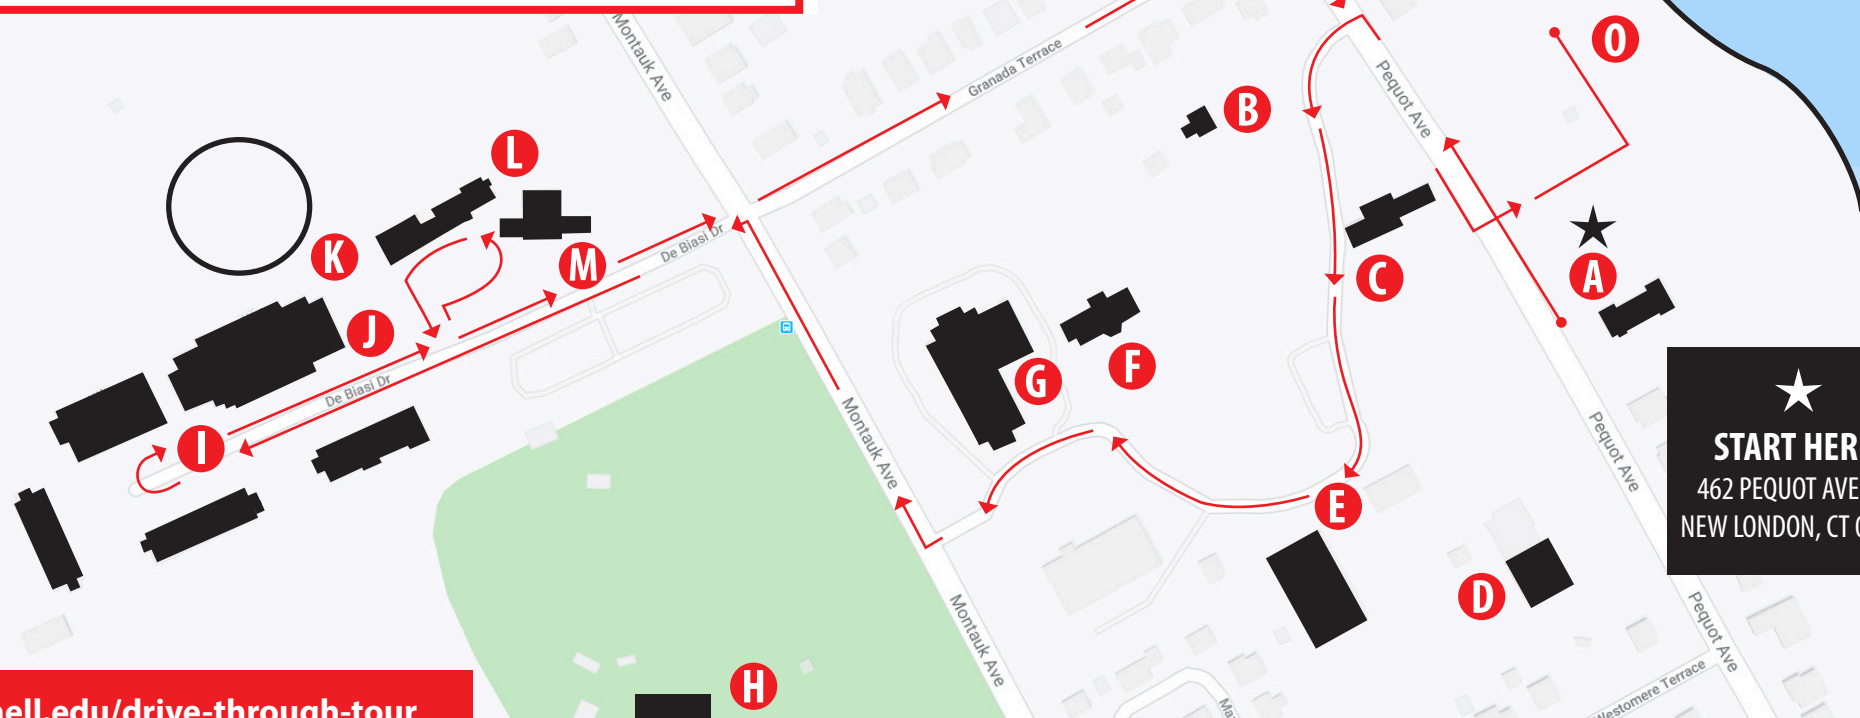 Montauk Ave
Granada Terrace
Pequot Ave
O
B
L
K
M
De Biasi Dr
C
A
J
F
G
De Biasi Dr
I
Montauk Ave
Pequot Ave
START HER
462 PEQUOT AVE
NEW LONDON, CT
E
D
Montauk Ave
Pequot Ave
H
Westomere Terrace
Ma
ell.edu/drive-through-tour